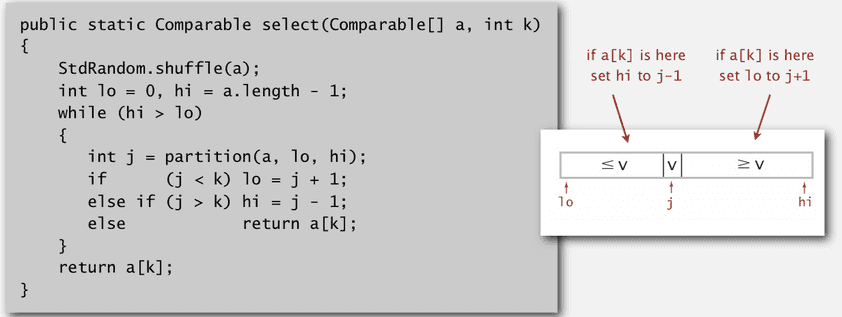 public static Comparable select(Comparable[] a, int k)
{
    StdRandom.shuffle(a);
    int lo = 0, hi = a.length - 1;
    while (hi > lo)
    {
       int j = partition(a, lo, hi);
       if      (j < k) lo = j + 1;
       else if (j > k) hi = j - 1;
       else            return a[k];
    }
    return a[k];
}
if a[k] is here
set hi to j−1
if a[k] is here
set lo to j+1
≤ v
v
≥ v
lo
j
hi